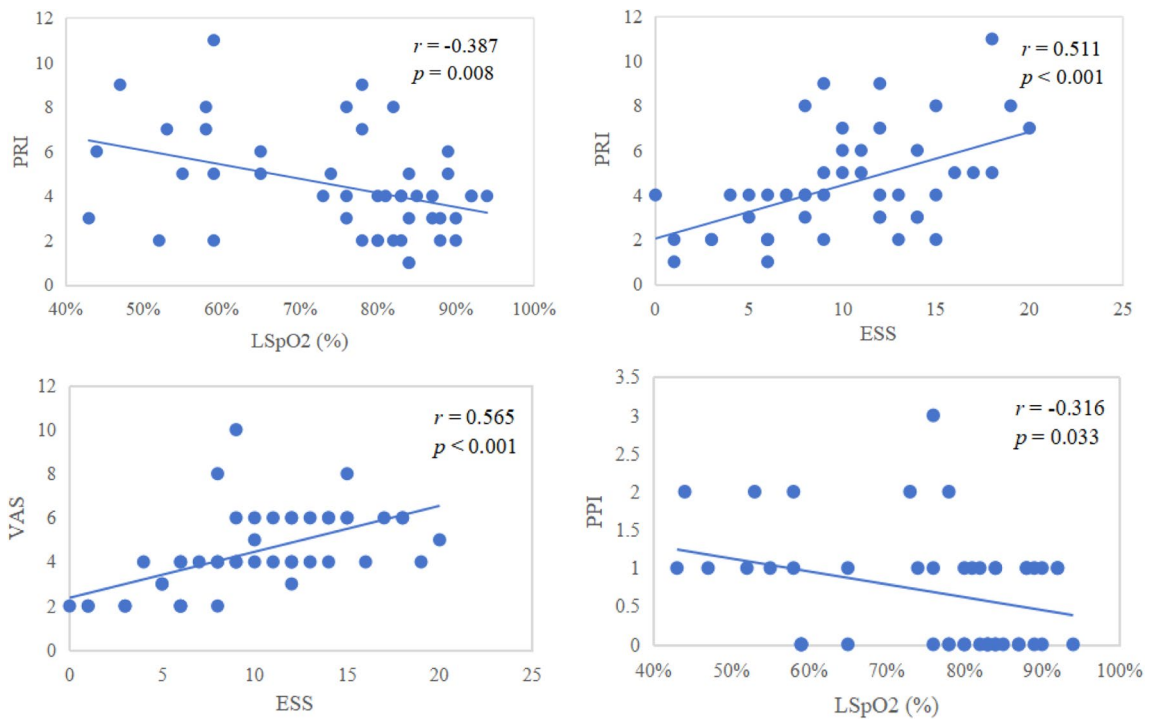 12
10
8
6
4
2
0
PRI
r = -0.387
p = 0.008
40% 50% 60% 70% 80% 90% 100%
LSpO2 (%)
12
10
8
6
4
2
0
PRI
r = 0.511
p < 0.001
0 5 10 15 20 25
ESS
12
10
8
6
4
2
0
VAS
r = 0.565
p < 0.001
0 5 10 15 20 25
ESS
3.5
3
2.5
2
1.5
1
0.5
0
PPI
r = -0.316
p = 0.033
40% 50% 60% 70% 80% 90% 100%
LSpO2 (%)